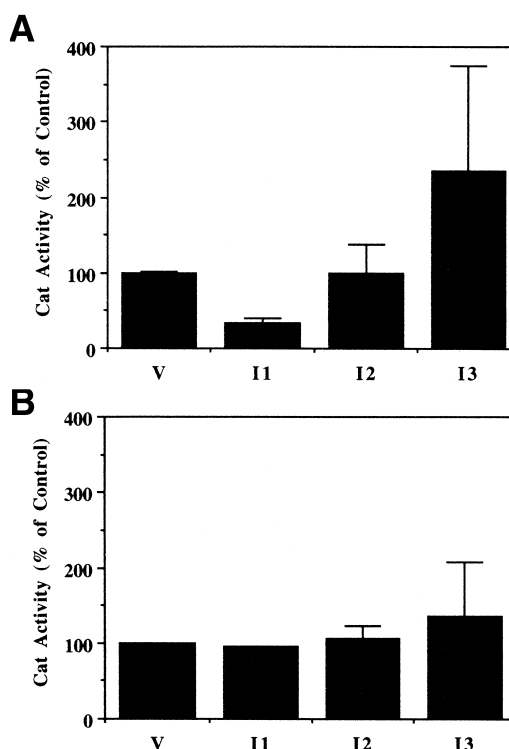 A
Cat Activity (% of Control)
400
300
200
100
0
V I1 I2 I3
B
Cat Activity (% of Control)
400
300
200
100
0
V I1 I2 I3